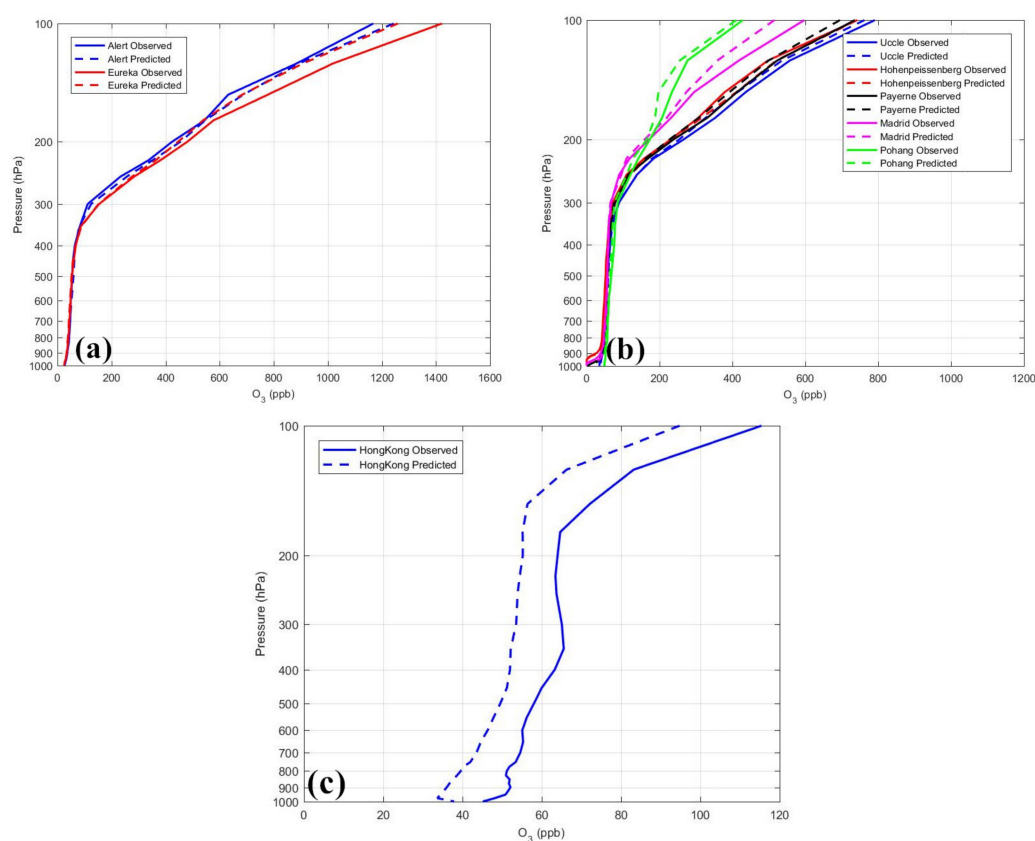 100
200
300
400
500
600
700
800
900
1000
Pressure (hPa)
Alert Observed
Alert Predicted
Eureka Observed
Eureka Predicted
(a)
0 200 400 600 800 1000 1200 1400 1600
O3 (ppb)
100
200
300
400
500
600
700
800
900
1000
Pressure (hPa)
Uccle Observed
Uccle Predicted
Hohenpeissenberg Observed
Hohenpeissenberg Predicted
Payerne Observed
Payerne Predicted
Madrid Observed
Madrid Predicted
Pohang Observed
Pohang Predicted
(b)
0 200 400 600 800 1000 1200
O3 (ppb)
100
200
300
400
500
600
700
800
900
1000
Pressure (hPa)
HongKong Observed
HongKong Predicted
(c)
0 20 40 60 80 100 120
O3 (ppb)